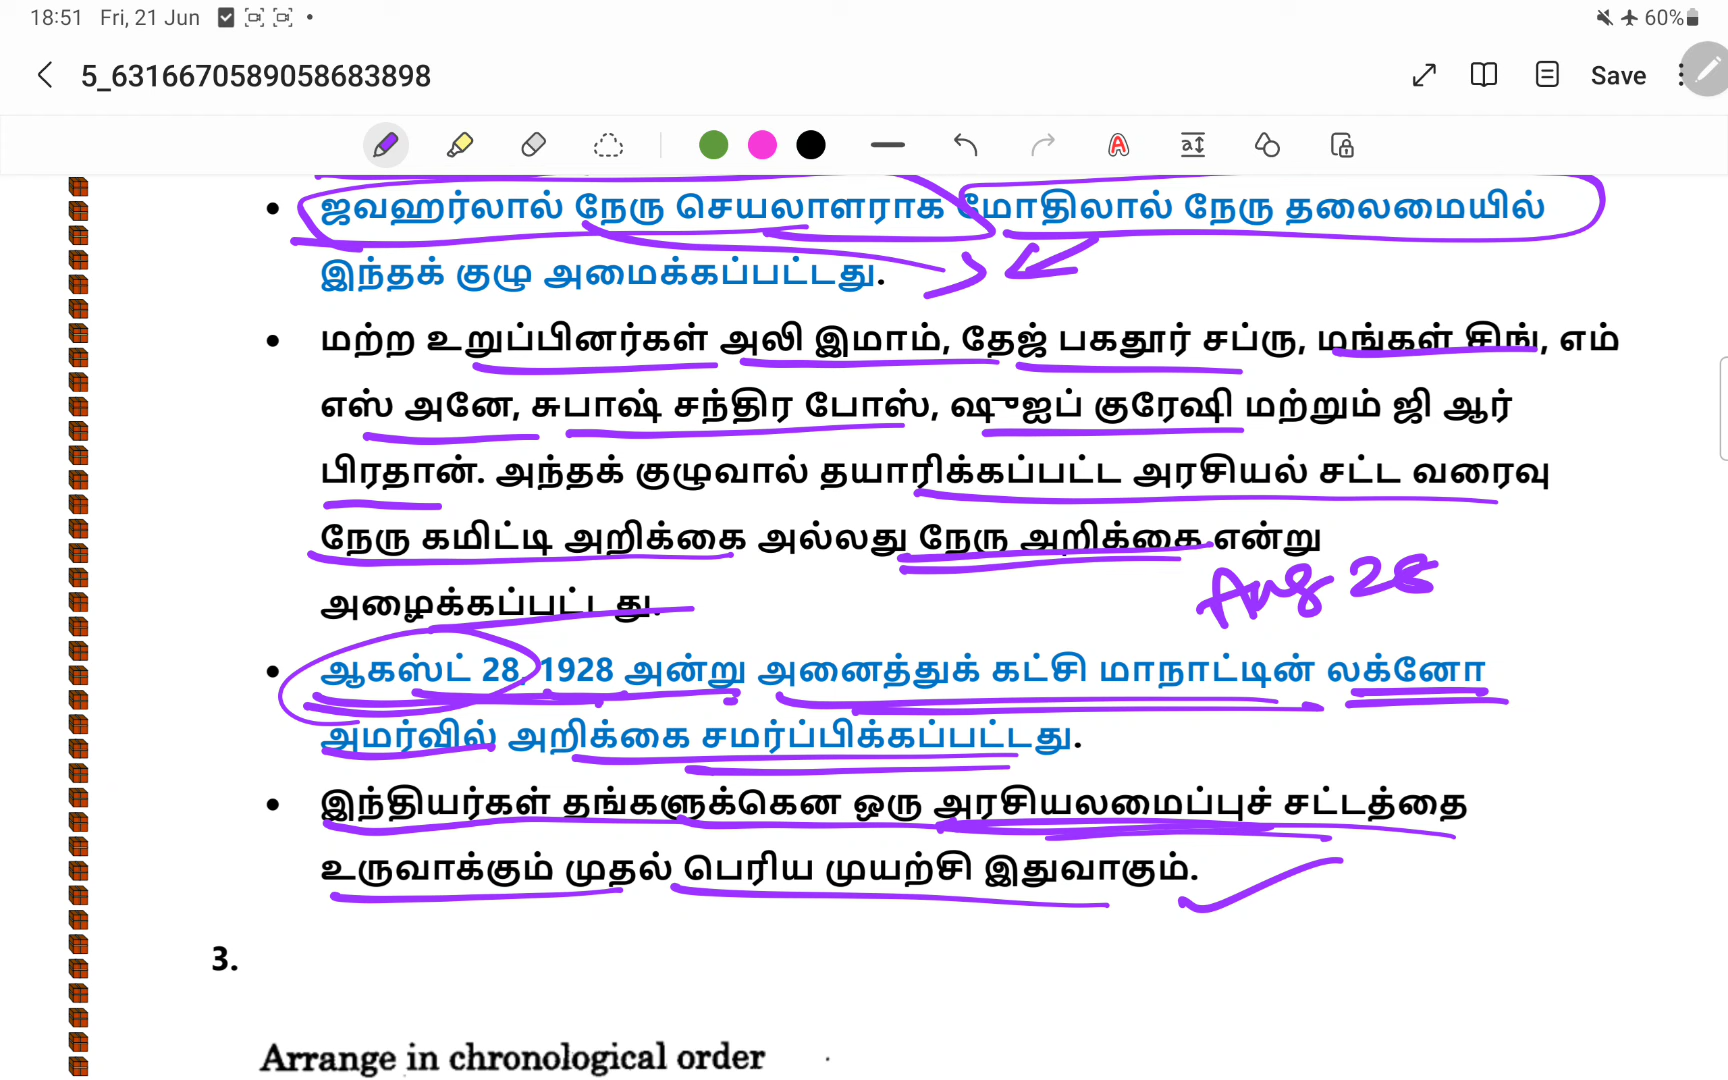 18:51 Fri, 21 Jun
60%
5_6316670589058683898
Save
ஜவஹர்லால் நேரு செயலாளராக மோதிலால் நேரு தலைமையில்
இந்தக் குழு அமைக்கப்பட்டது.
மற்ற உறுப்பினர்கள் அலி இமாம், தேஜ் பகதூர் சப்ரு, மங்கள் சிங், எம்
எஸ் அனே, சுபாஷ் சந்திர போஸ், ஷுஐப் குரேஷி மற்றும் ஜி ஆர்
பிரதான். அந்தக் குழுவால் தயாரிக்கப்பட்ட அரசியல் சட்ட வரைவு
நேரு கமிட்டி அறிக்கை அல்லது நேரு அறிக்கை என்று
அழைக்கப்பட்டது.
Aug 28
ஆகஸ்ட் 28, 1928 அன்று அனைத்துக் கட்சி மாநாட்டின் லக்னோ
அமர்வில் அறிக்கை சமர்ப்பிக்கப்பட்டது.
இந்தியர்கள் தங்களுக்கென ஒரு அரசியலமைப்புச் சட்டத்தை
உருவாக்கும் முதல் பெரிய முயற்சி இதுவாகும்.
3.
Arrange in chronological order